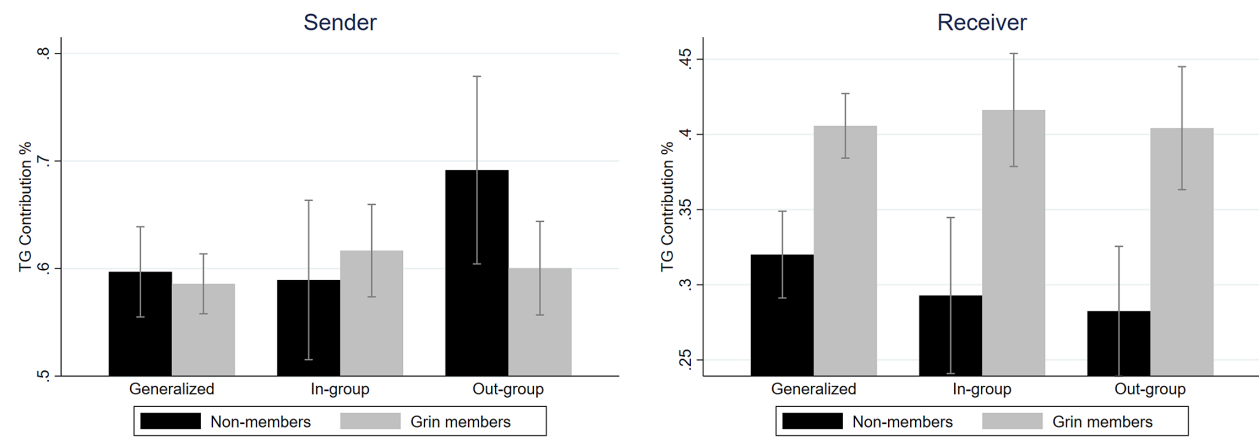 Sender
TG Contribution %
.8
.7
.6
.5
Generalized In-group Out-group
Non-members Grin members
Receiver
TG Contribution %
.45
.4
.35
.3
.25
Generalized In-group Out-group
Non-members Grin members